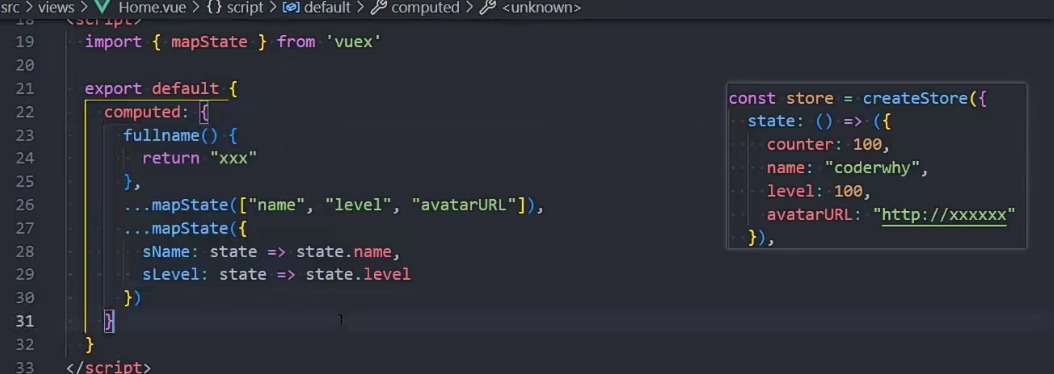 src > views > Home.vue > {} script > default > computed > <unknown>
18 <script>
19 import { mapState } from 'vuex'
20
21 export default {
22 computed: {
23 fullname() {
24 return "xxx"
25 },
26 ...mapState(["name", "level", "avatarURL"]),
27 ...mapState({
28 sName: state => state.name,
29 sLevel: state => state.level
30 })
31 }
32 }
33 </script>
const store = createStore({
state: () => ({
counter: 100,
name: "coderwhy",
level: 100,
avatarURL: "http://xxxxxx"
}),